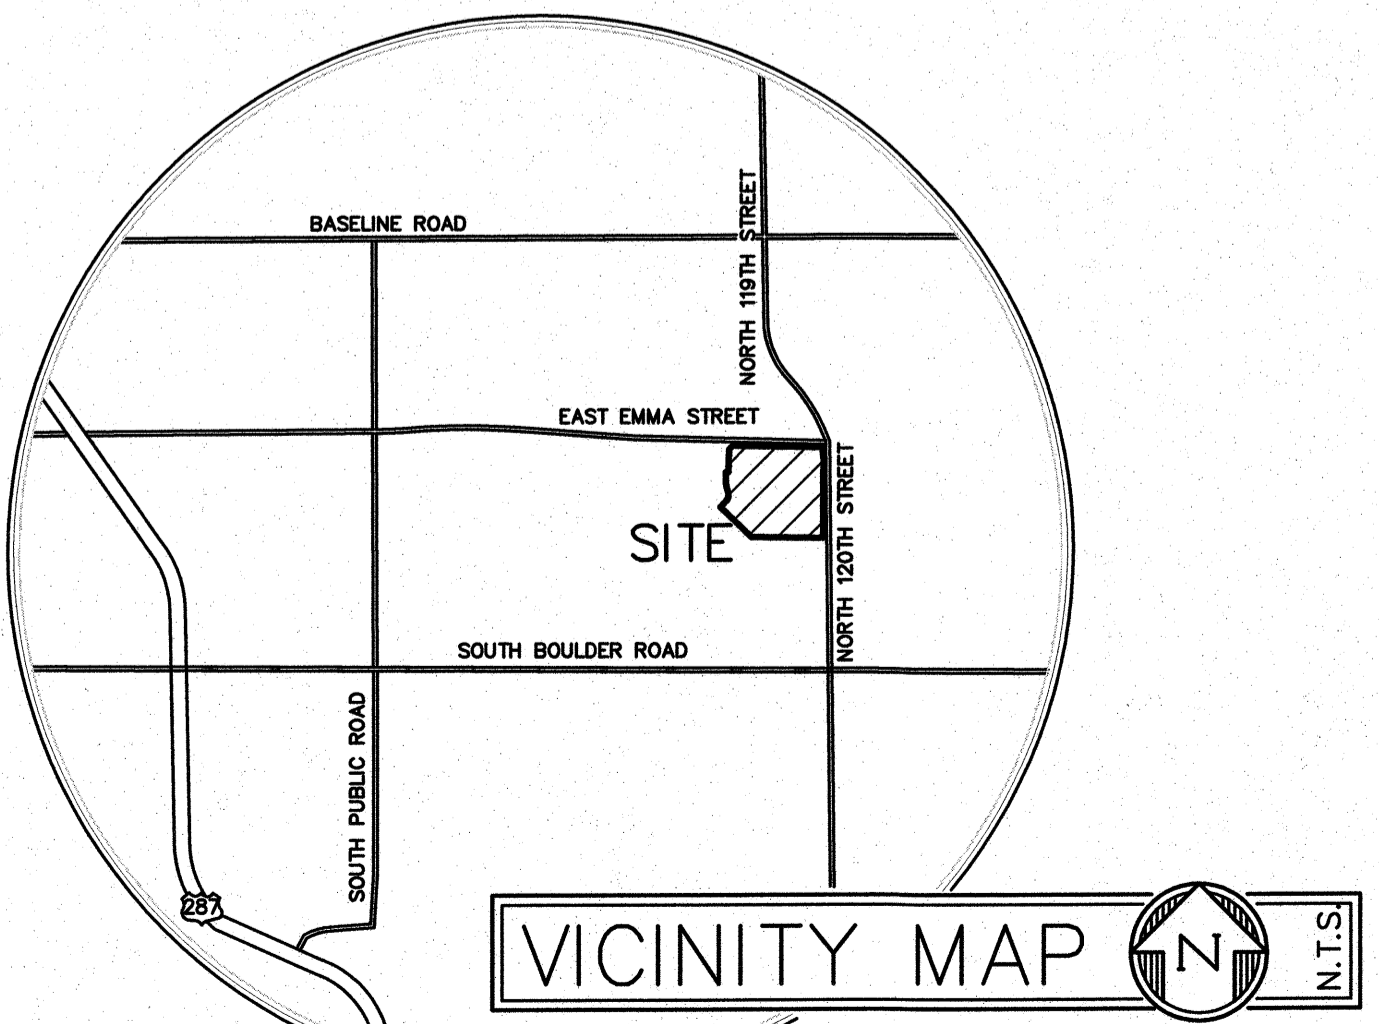 BASELINE ROAD
NORTH 119TH STREET
EAST EMMA STREET
NORTH 120TH STREET
SITE
SOUTH BOULDER ROAD
SOUTH PUBLIC ROAD
287
VICINITY MAP
N
N.T.S.